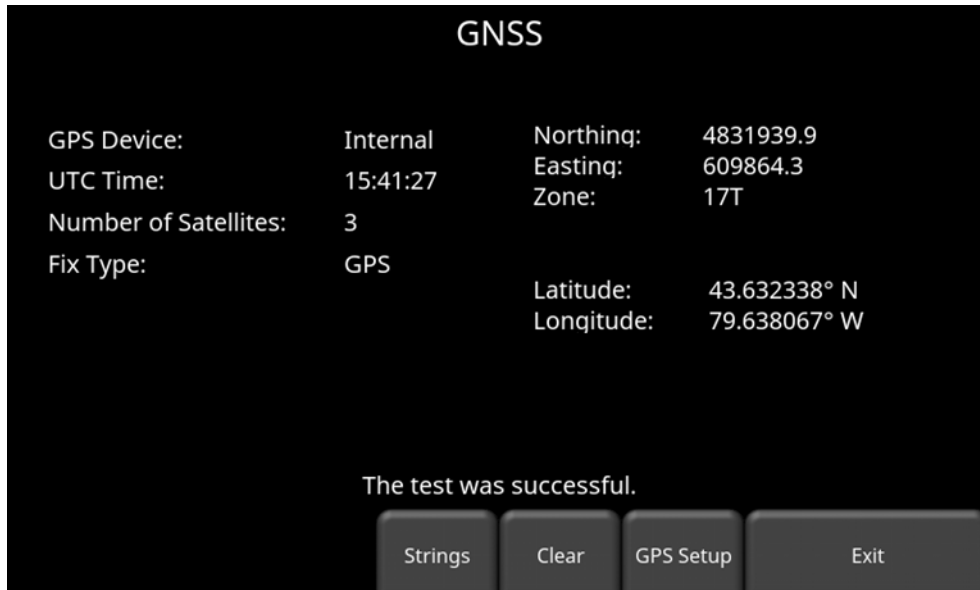 GNSS
GPS Device: Internal
UTC Time: 15:41:27
Number of Satellites: 3
Fix Type: GPS
Northing: 4831939.9
Easting: 609864.3
Zone: 17T
Latitude: 43.632338° N
Longitude: 79.638067° W
The test was successful.
Strings Clear GPS Setup Exit